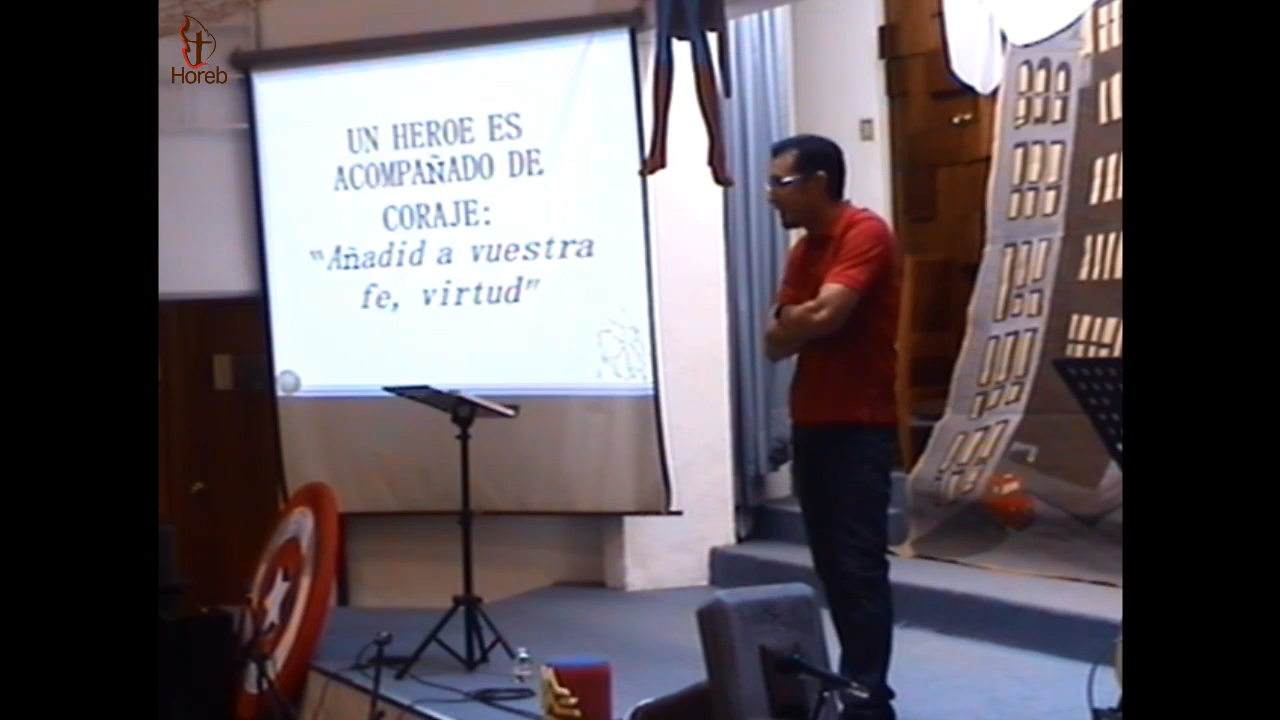 Horeb
UN HEROE ES
ACOMPAÑADO DE
CORAJE:
"Añadid a vuestra
fe, virtud"